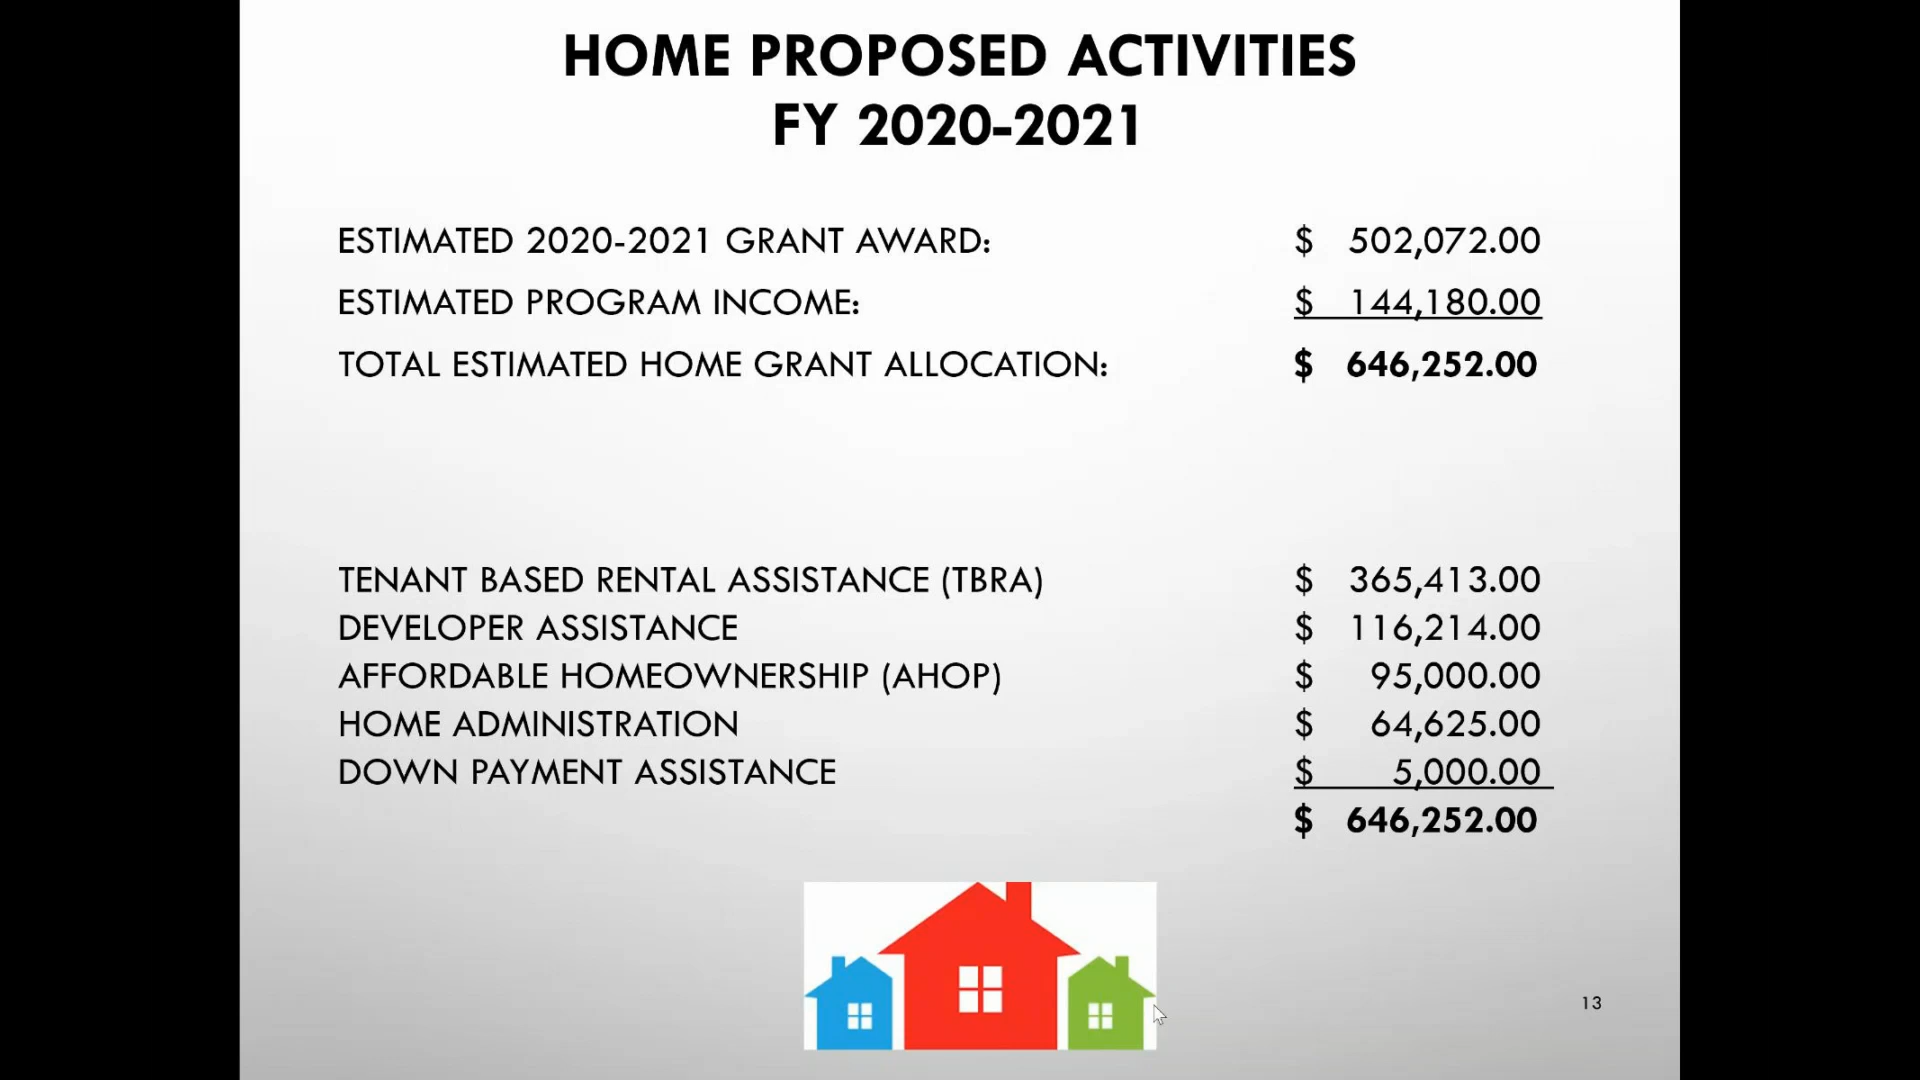 HOME PROPOSED ACTIVITIES
FY 2020-2021
ESTIMATED 2020-2021 GRANT AWARD: $ 502,072.00
ESTIMATED PROGRAM INCOME: $ 144,180.00
TOTAL ESTIMATED HOME GRANT ALLOCATION: $ 646,252.00
TENANT BASED RENTAL ASSISTANCE (TBRA) $ 365,413.00
DEVELOPER ASSISTANCE $ 116,214.00
AFFORDABLE HOMEOWNERSHIP (AHOP) $ 95,000.00
HOME ADMINISTRATION $ 64,625.00
DOWN PAYMENT ASSISTANCE $ 5,000.00
$ 646,252.00
13